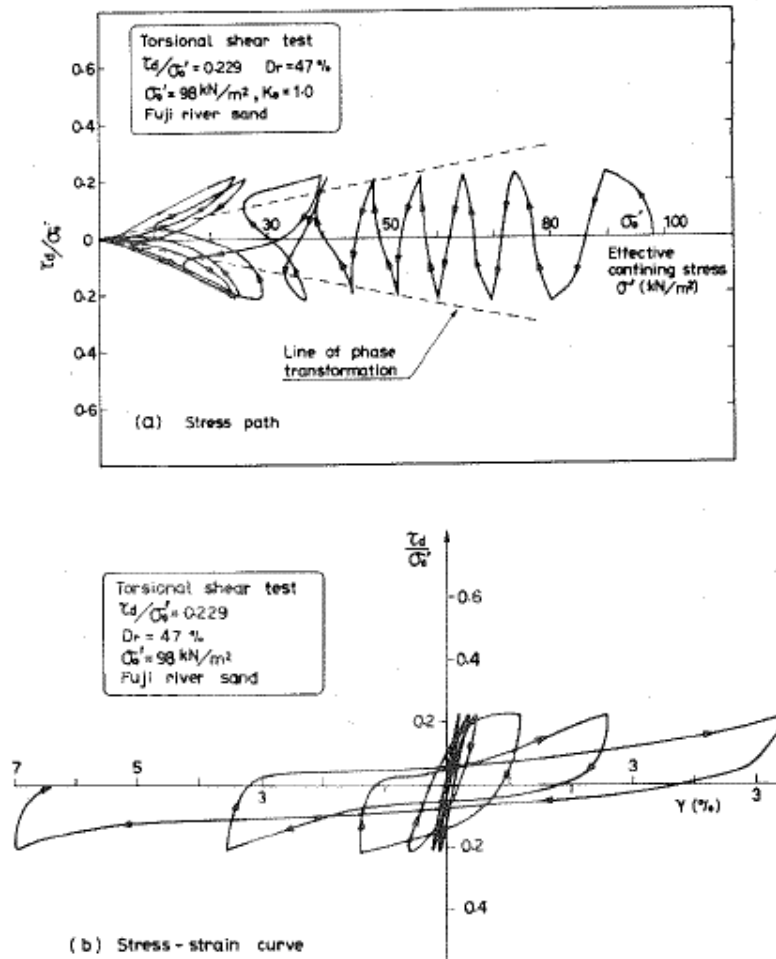 Torsional shear test
τd/σ₀'=0.229 Dr=47 %
σ₀'=98 kN/m², K₀=1.0
Fuji river sand
0.6
0.4
0.2
0
0.2
0.4
0.6
τd/σ₀'
30
50
80
σ₀'
100
Effective
confining stress
σ' (kN/m²)
Line of phase
transformation
(a) Stress path
τd
σ₀'
Torsional shear test
τd/σ₀'=0.229
Dr = 47 %
σ₀'=98 kN/m²
Fuji river sand
0.6
0.4
0.2
7
5
3
3
3
γ (%)
0.2
0.4
(b) Stress-strain curve